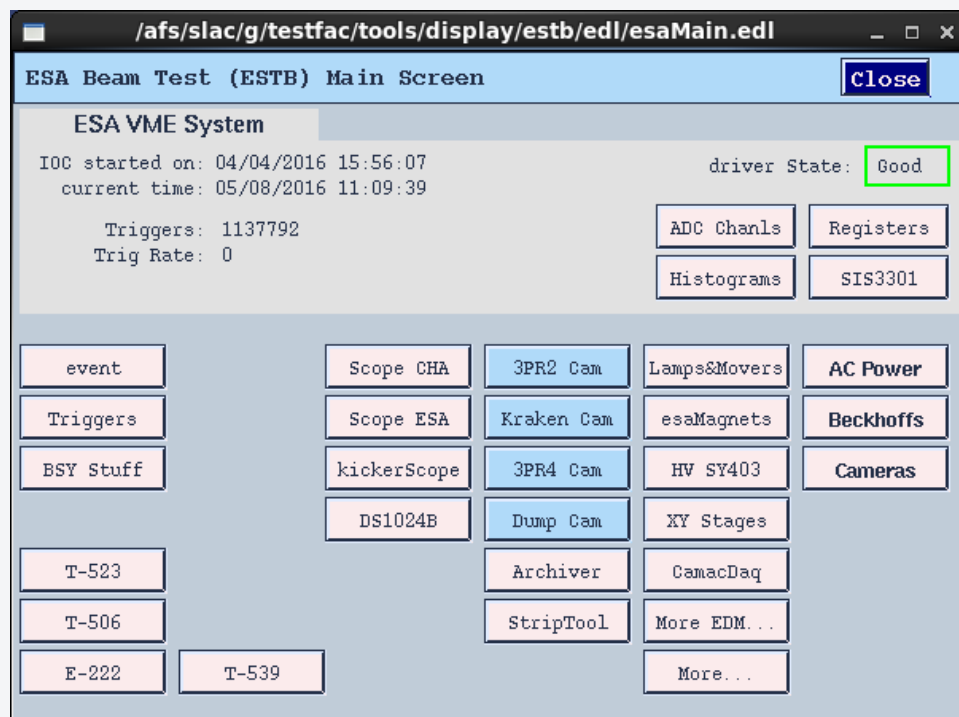 /afs/slac/g/testfac/tools/display/estb/edl/esaMain.edl
ESA Beam Test (ESTB) Main Screen
Close
ESA VME System
IOC started on: 04/04/2016 15:56:07
driver State: Good
current time: 05/08/2016 11:09:39
Triggers: 1137792
ADC Chanls Registers
Trig Rate: 0
Histograms SIS3301
event Scope CHA 3PR2 Cam Lamps&Movers AC Power
Triggers Scope ESA Kraken Cam esaMagnets Beckhoffs
BSY Stuff kickerScope 3PR4 Cam HV SY403 Cameras
DS1024B Dump Cam XY Stages
T-523 Archiver CamacDaq
T-506 StripTool More EDM...
E-222 T-539 More...